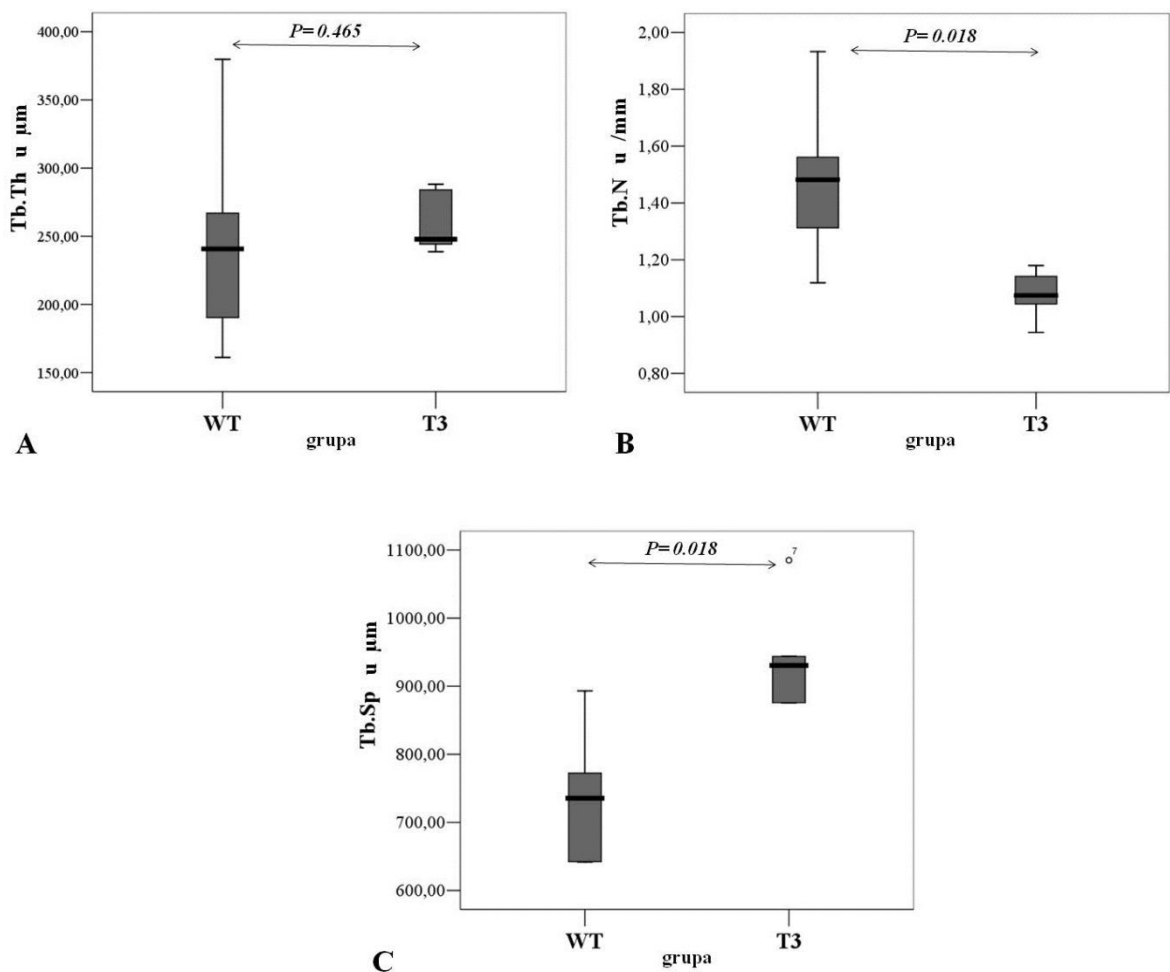 400,00
350,00
300,00
250,00
200,00
150,00
Tb.Th u µm
P=0.465
WT T3
grupa
A
2,00
1,80
1,60
1,40
1,20
1,00
0,80
Tb.N u /mm
P=0.018
WT T3
grupa
B
1100,00
1000,00
900,00
800,00
700,00
600,00
Tb.Sp u µm
P=0.018
7
WT T3
grupa
C